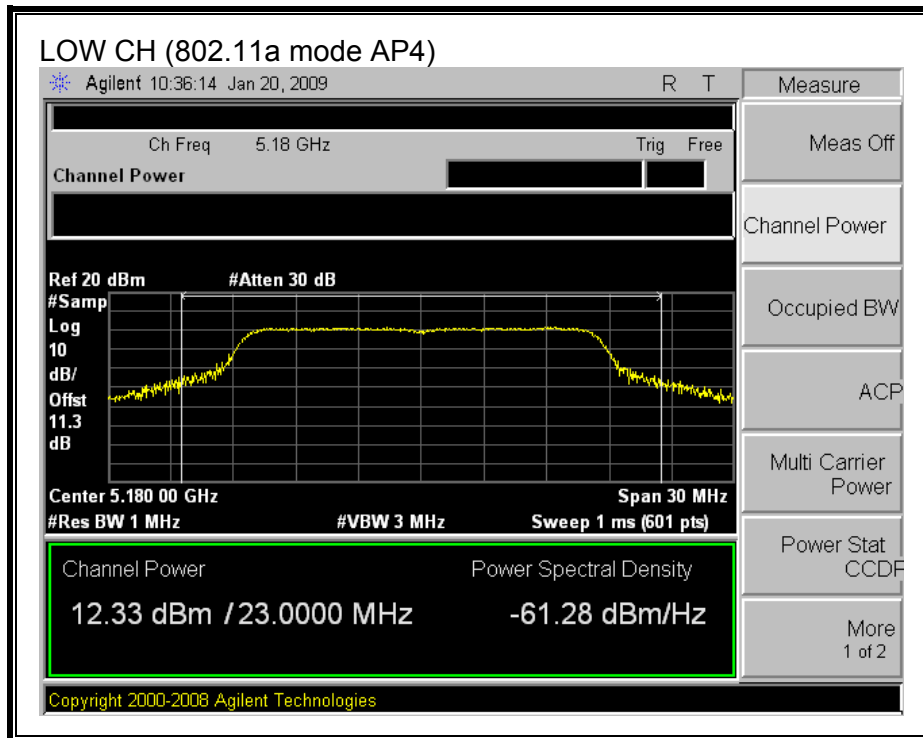 LOW CH (802.11a mode AP4)
Agilent 10:36:14 Jan 20, 2009 R T
Measure
Ch Freq 5.18 GHz Trig Free
Channel Power
Meas Off
Channel Power
Occupied BW
ACP
Multi Carrier
Power
Power Stat
CCDF
More
1 of 2
Ref 20 dBm #Atten 30 dB
#Samp
Log
10
dB/
Offst
11.3
dB
Center 5.180 00 GHz Span 30 MHz
#Res BW 1 MHz #VBW 3 MHz Sweep 1 ms (601 pts)
Channel Power Power Spectral Density
12.33 dBm / 23.0000 MHz -61.28 dBm/Hz
Copyright 2000-2008 Agilent Technologies